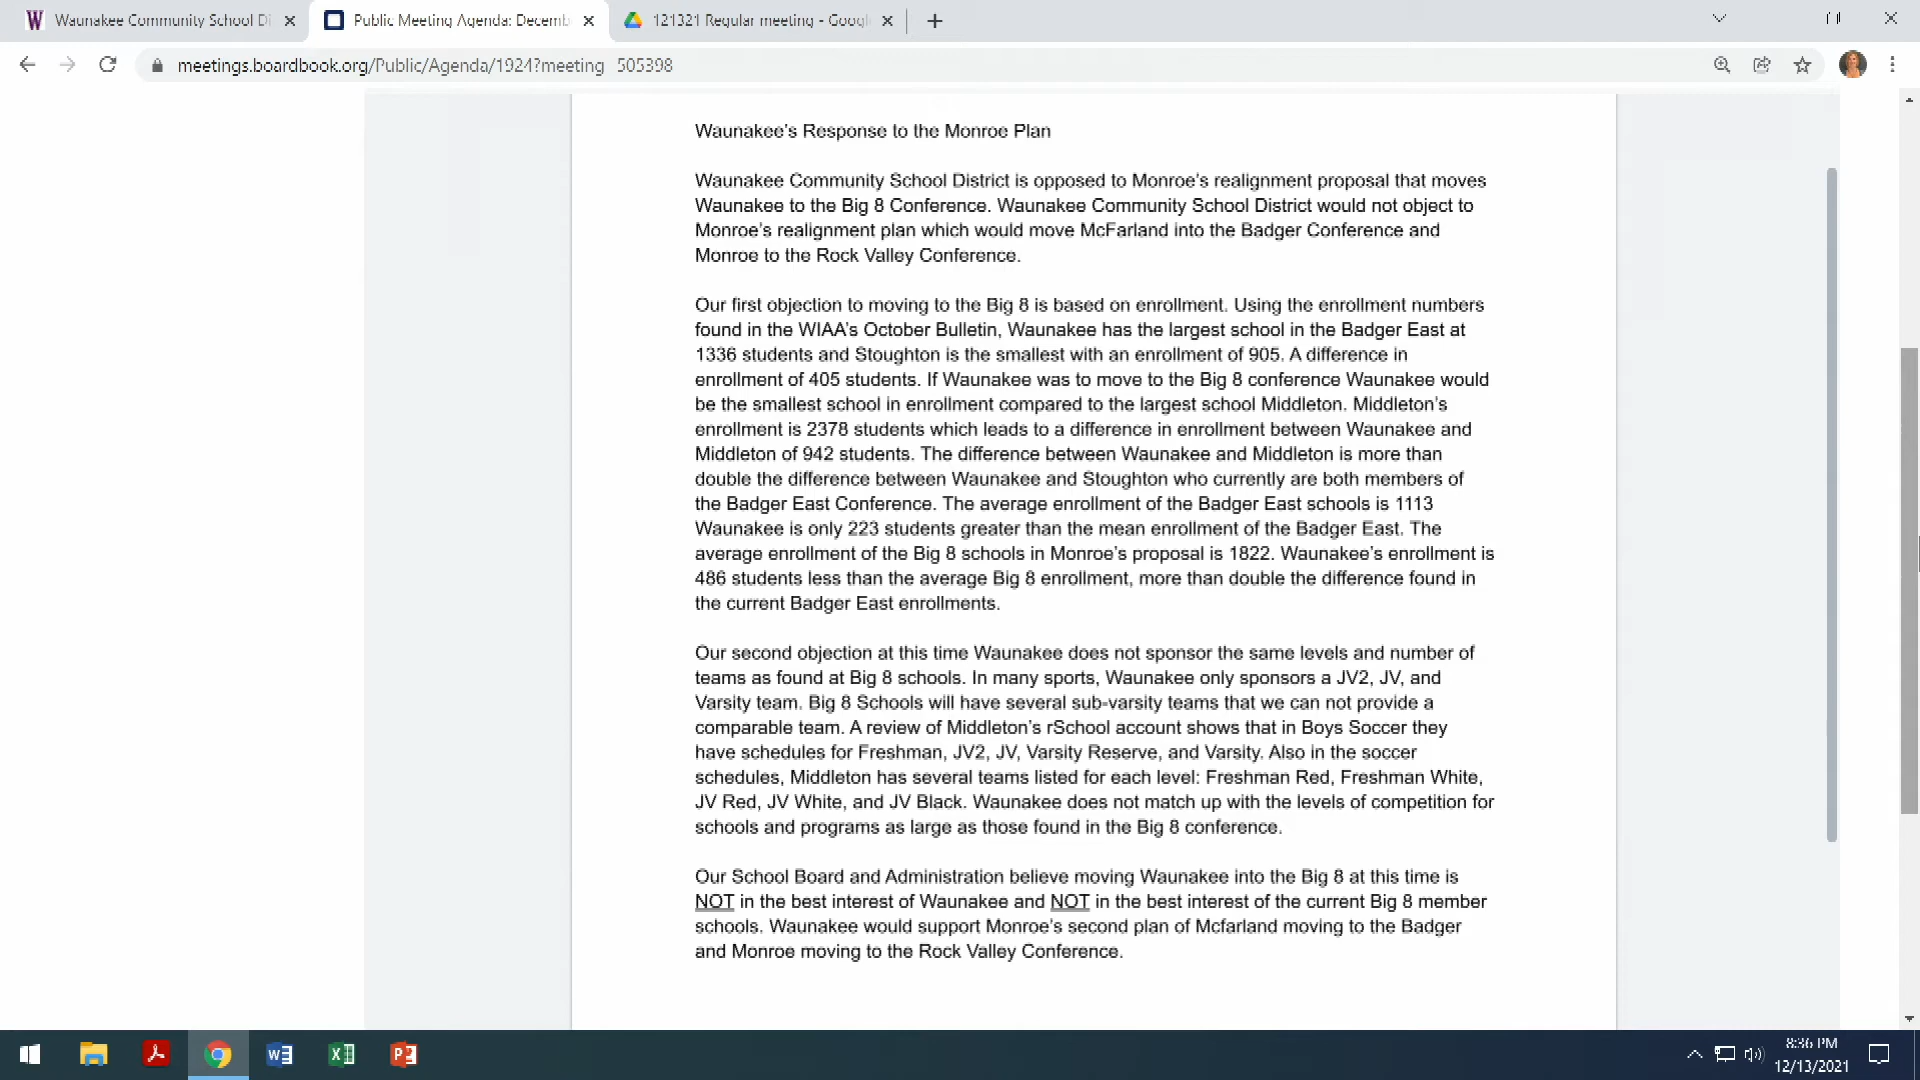 Waunakee Community School Di
Public Meeting Agenda: Decemb
121321 Regular meeting - Googl
meetings.boardbook.org/Public/Agenda/1924?meeting 505398
Waunakee's Response to the Monroe Plan
Waunakee Community School District is opposed to Monroe's realignment proposal that moves
Waunakee to the Big 8 Conference. Waunakee Community School District would not object to
Monroe's realignment plan which would move McFarland into the Badger Conference and
Monroe to the Rock Valley Conference.
Our first objection to moving to the Big 8 is based on enrollment. Using the enrollment numbers
found in the WIAA's October Bulletin, Waunakee has the largest school in the Badger East at
1336 students and Stoughton is the smallest with an enrollment of 905. A difference in
enrollment of 405 students. If Waunakee was to move to the Big 8 conference Waunakee would
be the smallest school in enrollment compared to the largest school Middleton. Middleton's
enrollment is 2378 students which leads to a difference in enrollment between Waunakee and
Middleton of 942 students. The difference between Waunakee and Middleton is more than
double the difference between Waunakee and Stoughton who currently are both members of
the Badger East Conference. The average enrollment of the Badger East schools is 1113
Waunakee is only 223 students greater than the mean enrollment of the Badger East. The
average enrollment of the Big 8 schools in Monroe's proposal is 1822. Waunakee's enrollment is
486 students less than the average Big 8 enrollment, more than double the difference found in
the current Badger East enrollments.
Our second objection at this time Waunakee does not sponsor the same levels and number of
teams as found at Big 8 schools. In many sports, Waunakee only sponsors a JV2, JV, and
Varsity team. Big 8 Schools will have several sub-varsity teams that we can not provide a
comparable team. A review of Middleton's rSchool account shows that in Boys Soccer they
have schedules for Freshman, JV2, JV, Varsity Reserve, and Varsity. Also in the soccer
schedules, Middleton has several teams listed for each level: Freshman Red, Freshman White,
JV Red, JV White, and JV Black. Waunakee does not match up with the levels of competition for
schools and programs as large as those found in the Big 8 conference.
Our School Board and Administration believe moving Waunakee into the Big 8 at this time is
NOT in the best interest of Waunakee and NOT in the best interest of the current Big 8 member
schools. Waunakee would support Monroe's second plan of Mcfarland moving to the Badger
and Monroe moving to the Rock Valley Conference.
8:36 PM
12/13/2021